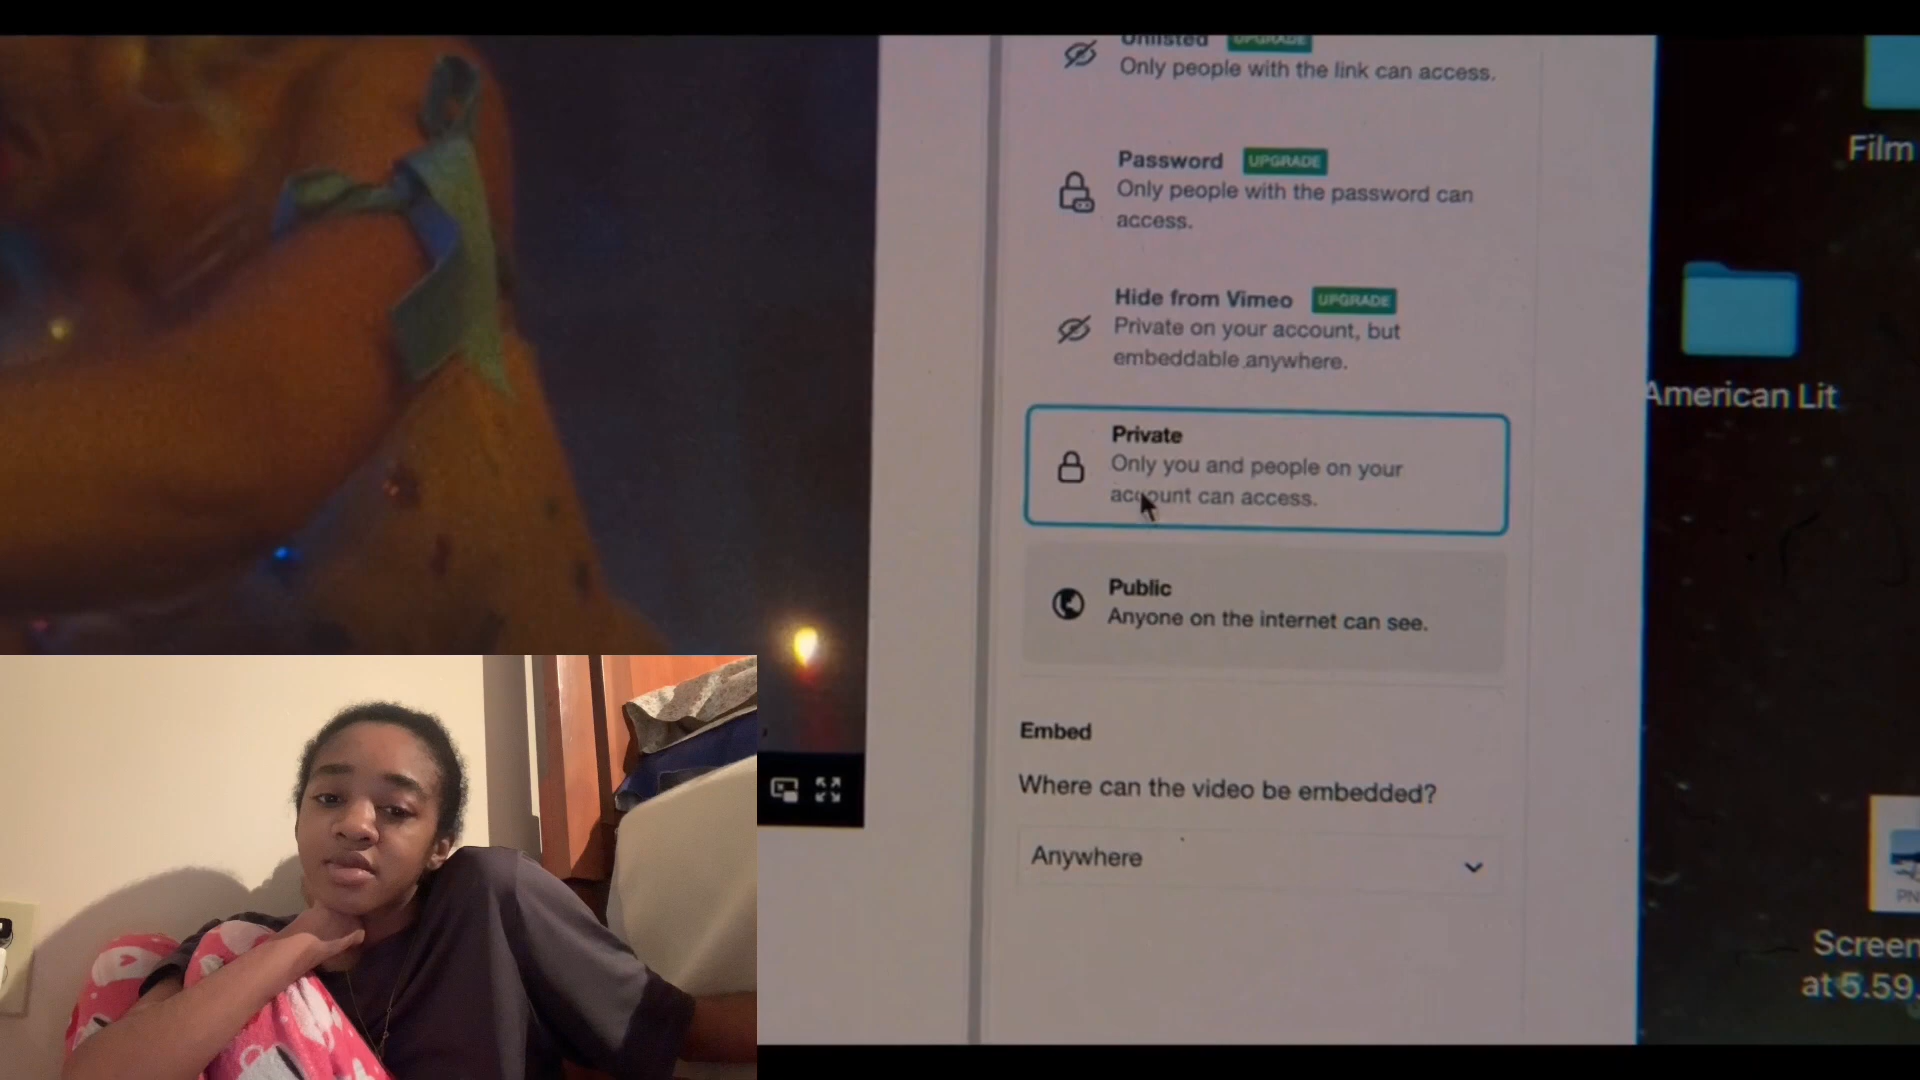 Unlisted UPGRADE
Only people with the link can access.
Password UPGRADE
Only people with the password can
access.
Hide from Vimeo UPGRADE
Private on your account, but
embeddable anywhere.
Private
Only you and people on your
account can access.
Public
Anyone on the internet can see.
Embed
Where can the video be embedded?
Anywhere
Film
American Lit
PN
Screen
at 5.59.